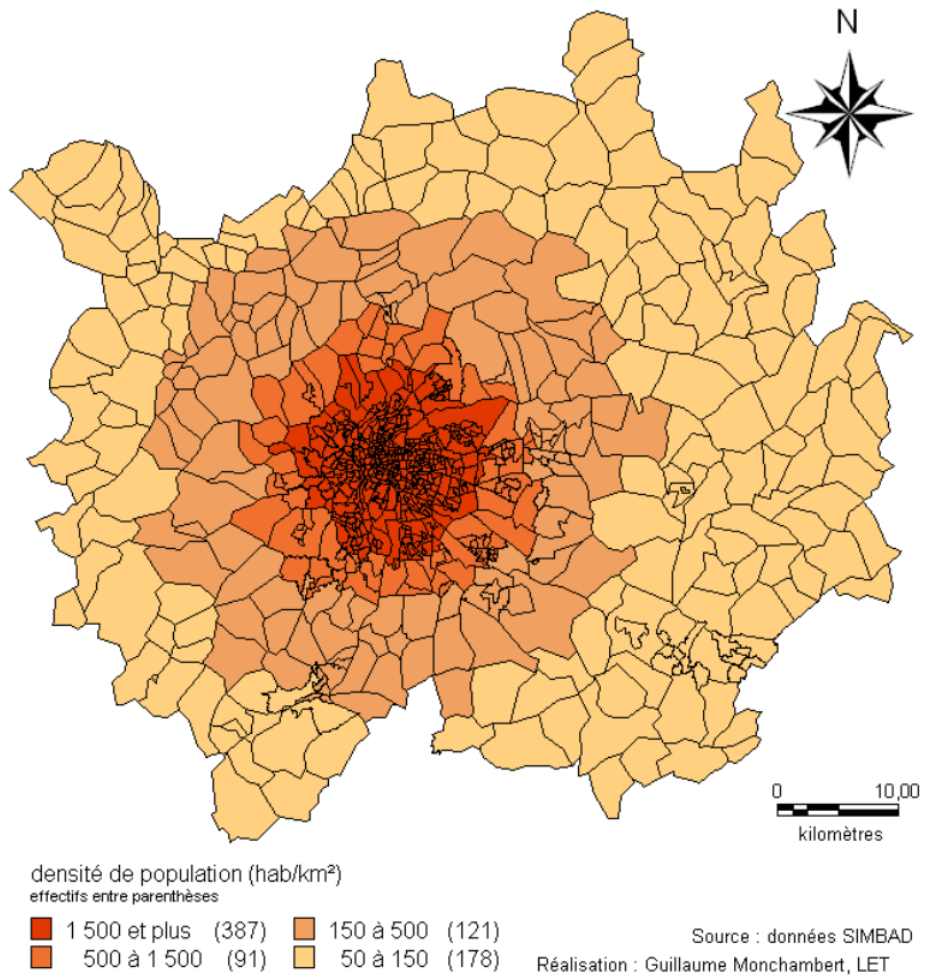 N
0 10,00
kilomètres
densité de population (hab/km²)
effectifs entre parenthèses
1 500 et plus (387)
150 à 500 (121)
500 à 1 500 (91)
50 à 150 (178)
Source : données SIMBAD
Réalisation : Guillaume Monchambert, LET